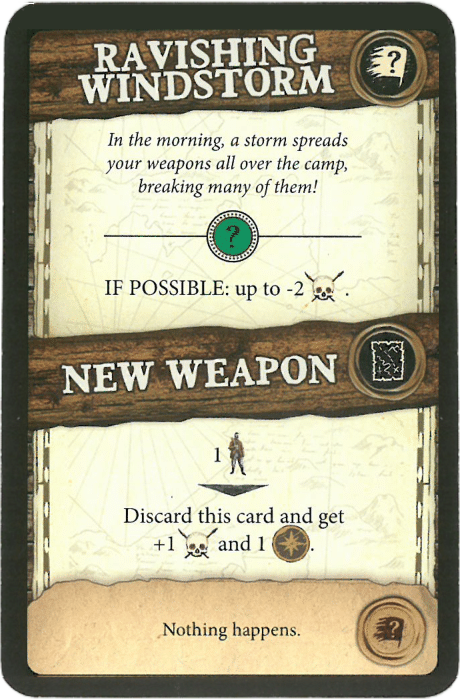 RAVISHING
WINDSTORM
?
In the morning, a storm spreads
your weapons all over the camp,
breaking many of them!
?
IF POSSIBLE: up to -2 .
NEW WEAPON
1
Discard this card and get
+1 and 1 .
Nothing happens.
?